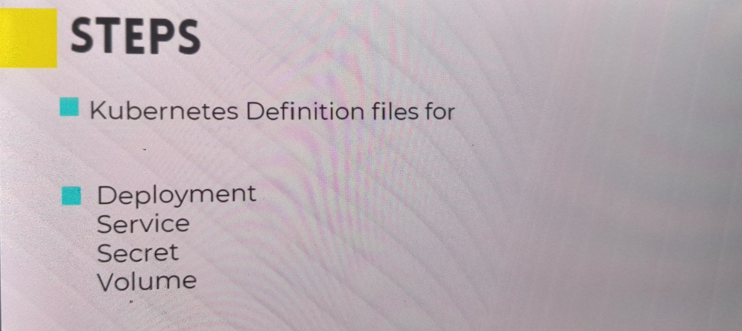 STEPS
Kubernetes Definition files for
Deployment
Service
Secret
Volume